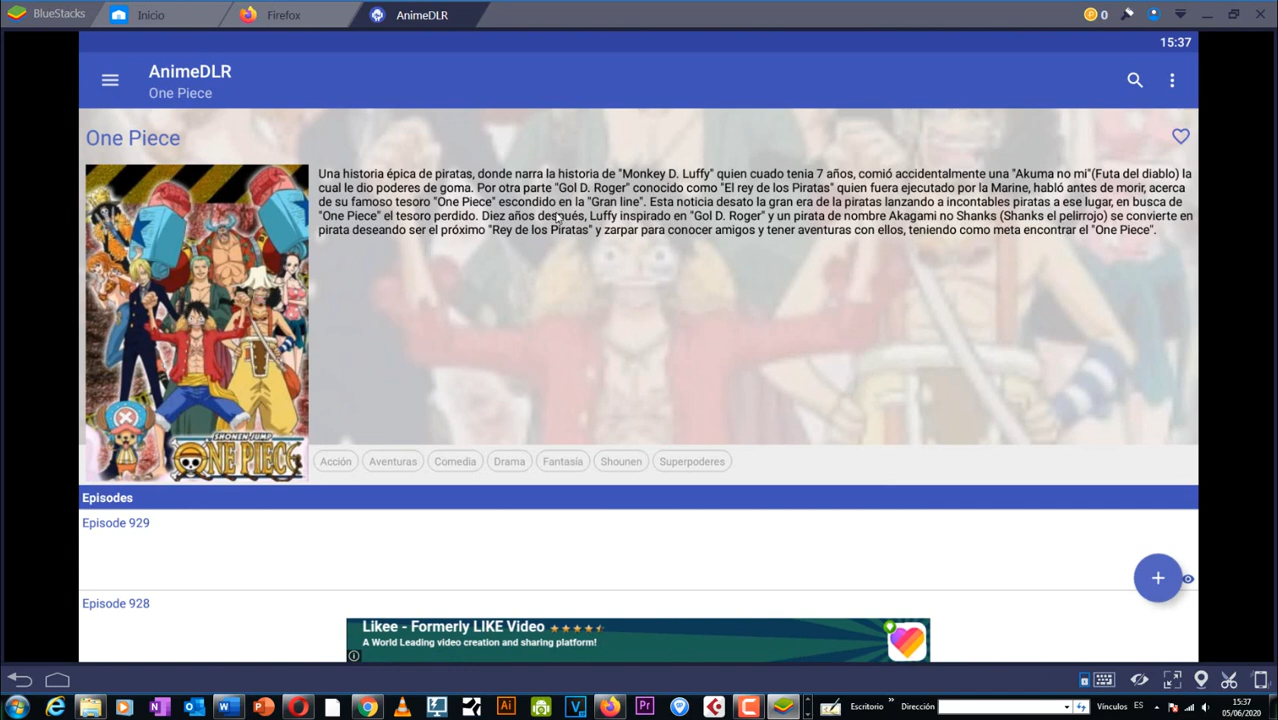 BlueStacks
Inicio
Firefox
AnimeDLR
0
15:37
AnimeDLR
One Piece
One Piece
Una historia épica de piratas, donde narra la historia de "Monkey D. Luffy" quien cuado tenia 7 años, comió accidentalmente una "Akuma no mi"(Futa del diablo) la
cual le dio poderes de goma. Por otra parte "Gol D. Roger" conocido como "El rey de los Piratas" quien fuera ejecutado por la Marine, habló antes de morir, acerca
de su famoso tesoro "One Piece" escondido en la "Gran line". Esta noticia desato la gran era de la piratas lanzando a incontables piratas a ese lugar, en busca de
"One Piece" el tesoro perdido. Diez años después, Luffy inspirado en "Gol D. Roger" y un pirata de nombre Akagami no Shanks (Shanks el pelirrojo) se convierte en
pirata deseando ser el próximo "Rey de los Piratas" y zarpar para conocer amigos y tener aventuras con ellos, teniendo como meta encontrar el "One Piece".
SHONEN JUMP
ONE PIECE
Acción
Aventuras
Comedia
Drama
Fantasía
Shounen
Superpoderes
Episodes
Episode 929
Episode 928
Likee - Formerly LIKE Video
A World Leading video creation and sharing platform!
Escritorio
Dirección
Vínculos
ES
15:37
05/06/2020